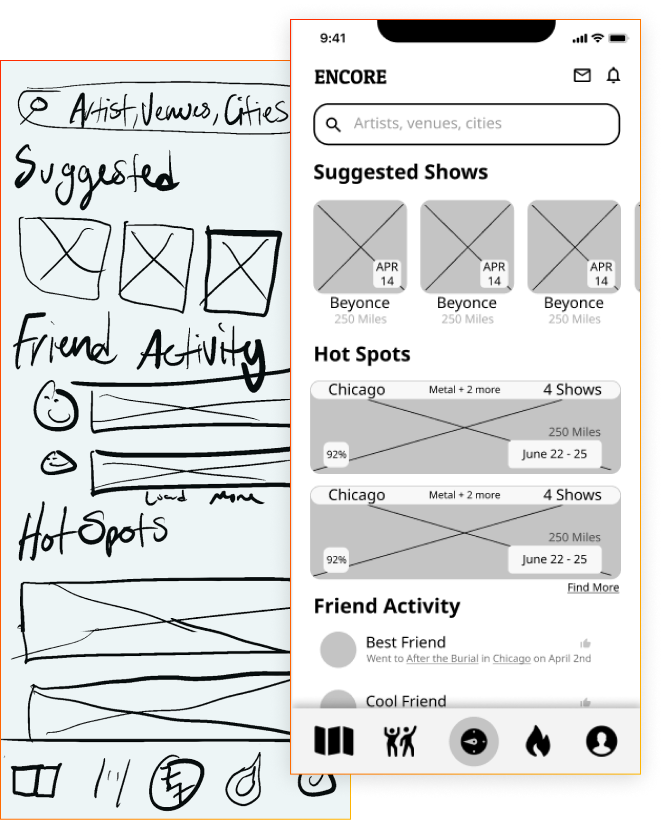 Artist, Venues, Cities
Suggested
Friend Activity
Load More
Hot Spots
9:41
ENCORE
Artists, venues, cities
Suggested Shows
APR 14
APR 14
APR 14
Beyonce
Beyonce
Beyonce
250 Miles
250 Miles
250 Miles
Hot Spots
Chicago
Metal + 2 more
4 Shows
250 Miles
92%
June 22 - 25
Chicago
Metal + 2 more
4 Shows
250 Miles
92%
June 22 - 25
Find More
Friend Activity
Best Friend
Went to After the Burial in Chicago on April 2nd
Cool Friend